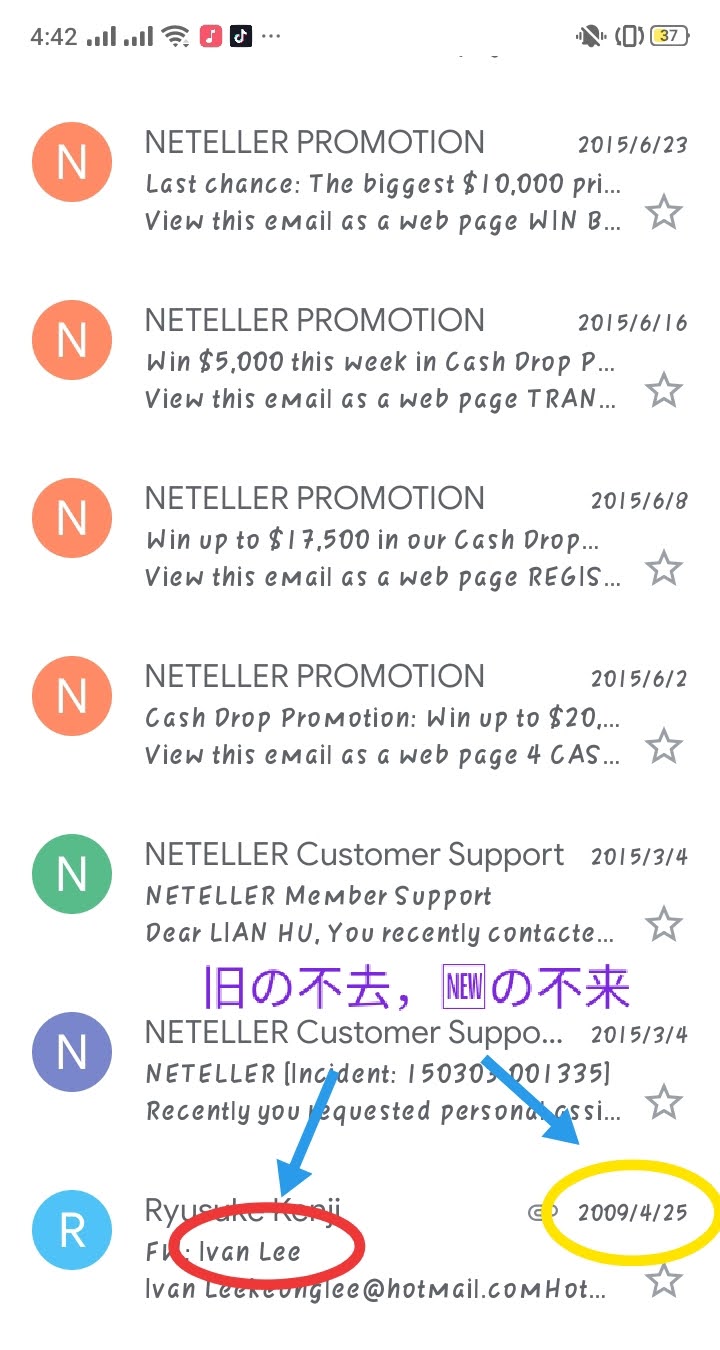 4:42
37
N
NETELLER PROMOTION 2015/6/23
Last chance: The biggest $10,000 pri...
View this email as a web page WIN B...
N
NETELLER PROMOTION 2015/6/16
Win $5,000 this week in Cash Drop P...
View this email as a web page TRAN...
N
NETELLER PROMOTION 2015/6/8
Win up to $17,500 in our Cash Drop...
View this email as a web page REGIS...
N
NETELLER PROMOTION 2015/6/2
Cash Drop Promotion: Win up to $20,...
View this email as a web page 4 CAS...
N
NETELLER Customer Support 2015/3/4
NETELLER Member Support
Dear LIAN HU, You recently contacte...
旧の不去，🆕の不来
N
NETELLER Customer Suppo... 2015/3/4
NETELLER [Incident: 150303-001335]
Recently you requested personal assi...
R
Ryusuke Kenji 2009/4/25
Ivan Lee
Ivan Leekeunglee@hotmail.comHot...